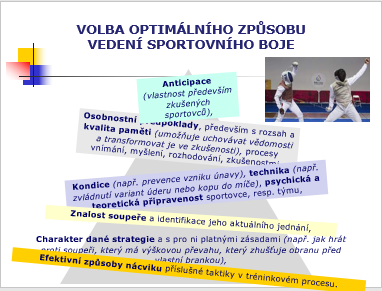 VOLBA OPTIMÁLNÍHO ZPŮSOBU
VEDENÍ SPORTOVNÍHO BOJE
Anticipace
(vlastnost především
zkušených
sportovců),
Osobnostní předpoklady, především s rozsah a
kvalita paměti (umožňuje uchovávat vědomosti
a transformovat je ve zkušenosti), procesy
vnímání, myšlení, rozhodování, zkušenostmi
Kondice (např. prevence vzniku únavy), technika (např.
zvládnutí variant úderu nebo kopu do míče), psychická a
teoretická připravenost sportovce, resp. týmu,
Znalost soupeře a identifikace jeho aktuálního jednání,
Charakter dané strategie a s pro ni platnými zásadami (např. jak hrát
proti soupeři, který má výškovou převahu, který zhušťuje obranu před
vlastní brankou),
Efektivní způsoby nácviku příslušné taktiky v tréninkovém procesu.